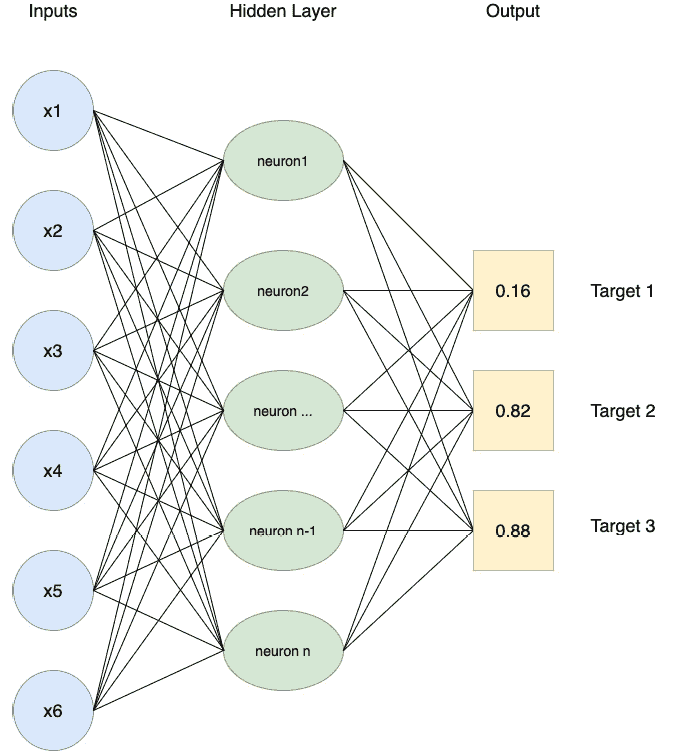 Inputs
Hidden Layer
Output
x1
x2
x3
x4
x5
x6
neuron1
neuron2
neuron ...
neuron n-1
neuron n
0.16
0.82
0.88
Target 1
Target 2
Target 3